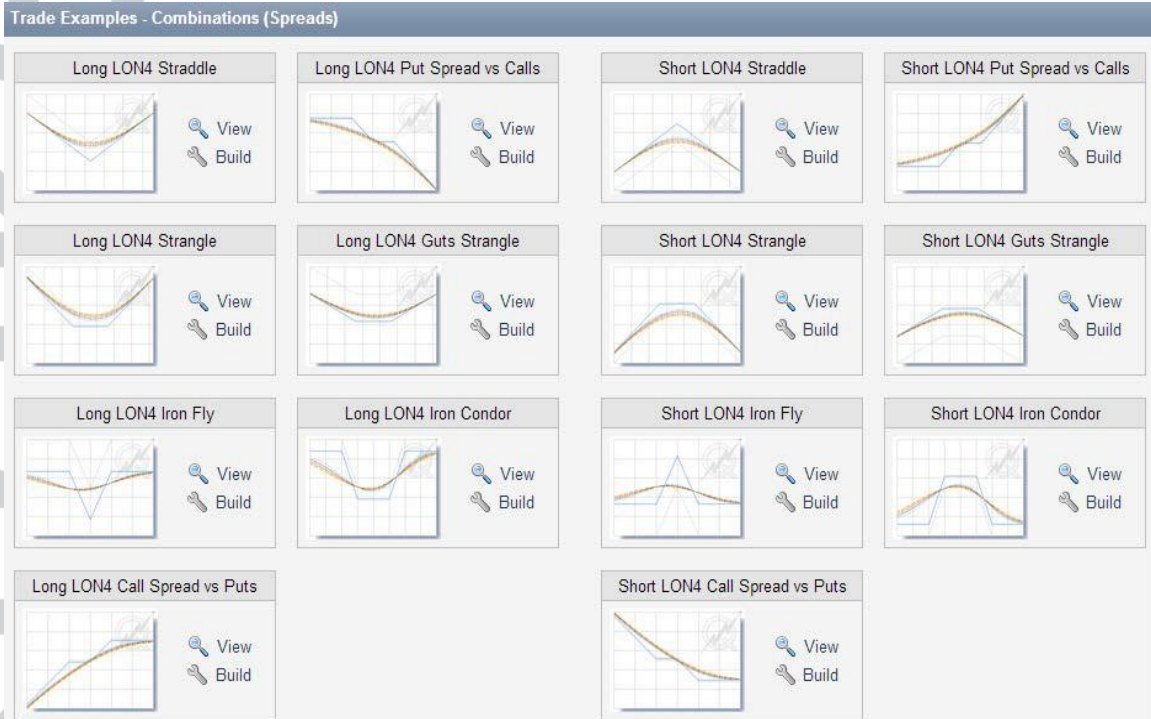 Trade Examples - Combinations (Spreads)
Long LON4 Straddle
View
Build
Long LON4 Put Spread vs Calls
View
Build
Short LON4 Straddle
View
Build
Short LON4 Put Spread vs Calls
View
Build
Long LON4 Strangle
View
Build
Long LON4 Guts Strangle
View
Build
Short LON4 Strangle
View
Build
Short LON4 Guts Strangle
View
Build
Long LON4 Iron Fly
View
Build
Long LON4 Iron Condor
View
Build
Short LON4 Iron Fly
View
Build
Short LON4 Iron Condor
View
Build
Long LON4 Call Spread vs Puts
View
Build
Short LON4 Call Spread vs Puts
View
Build